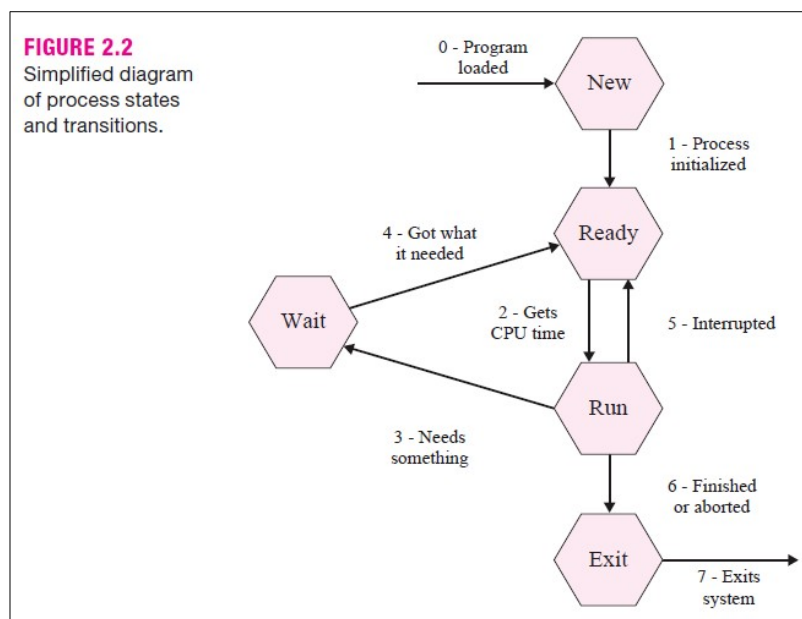 FIGURE 2.2
Simplified diagram
of process states
and transitions.
0 - Program
loaded
New
1 - Process
initialized
Ready
4 - Got what
it needed
Wait
2 - Gets
CPU time
5 - Interrupted
Run
3 - Needs
something
6 - Finished
or aborted
Exit
7 - Exits
system